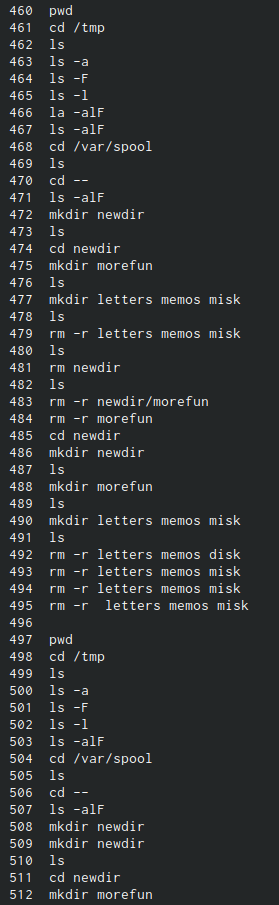 460 pwd
461 cd /tmp
462 ls
463 ls -a
464 ls -F
465 ls -l
466 la -alF
467 ls -alF
468 cd /var/spool
469 ls
470 cd --
471 ls -alF
472 mkdir newdir
473 ls
474 cd newdir
475 mkdir morefun
476 ls
477 mkdir letters memos misk
478 ls
479 rm -r letters memos misk
480 ls
481 rm newdir
482 ls
483 rm -r newdir/morefun
484 rm -r morefun
485 cd newdir
486 mkdir newdir
487 ls
488 mkdir morefun
489 ls
490 mkdir letters memos misk
491 ls
492 rm -r letters memos disk
493 rm -r letters memos misk
494 rm -r letters memos misk
495 rm -r  letters memos misk
496
497 pwd
498 cd /tmp
499 ls
500 ls -a
501 ls -F
502 ls -l
503 ls -alF
504 cd /var/spool
505 ls
506 cd --
507 ls -alF
508 mkdir newdir
509 mkdir newdir
510 ls
511 cd newdir
512 mkdir morefun